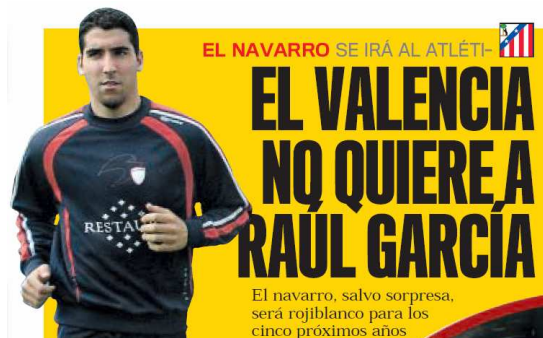 EL NAVARRO SE IRÁ AL ATLÉTI-
EL VALENCIA
NO QUIERE A
RAÚL GARCÍA
El navarro, salvo sorpresa,
será rojiblanco para los
cinco próximos años